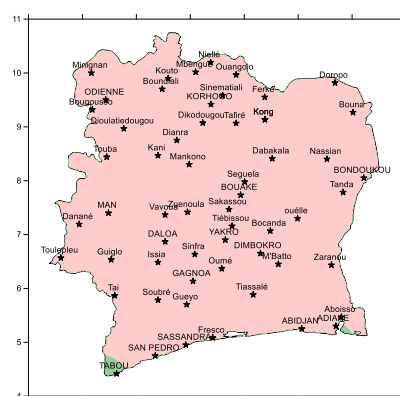 11
Niellé
Minignan
Mbengué
Ouangolo
10
Kouto
Doropo
Boundiali
Sinematiali
Ferké
ODIENNE
KORHOGO
Bougousso
Bouna
Dikodougou
Tafiré
Kong
Dioulatiedougou
9
Dianra
Touba
Kani
Dabakala
Nassian
Mankono
BONDOUKOU
8
Seguela
Tanda
BOUAKE
Vavoua
Zuenoula
Sakassou
MAN
ouélle
Danané
Tiébissou
Bocanda
7
DALOA
YAKRO
Toulepleu
Guiglo
Sinfra
DIMBOKRO
Issia
Oumé
M'Batto
Zaranou
GAGNOA
6
Tai
Soubré
Gueyo
Tiassalé
Aboisso
ABIDJAN
ADIAKE
5
Fresco
SASSANDRA
SAN PEDRO
TABOU
4